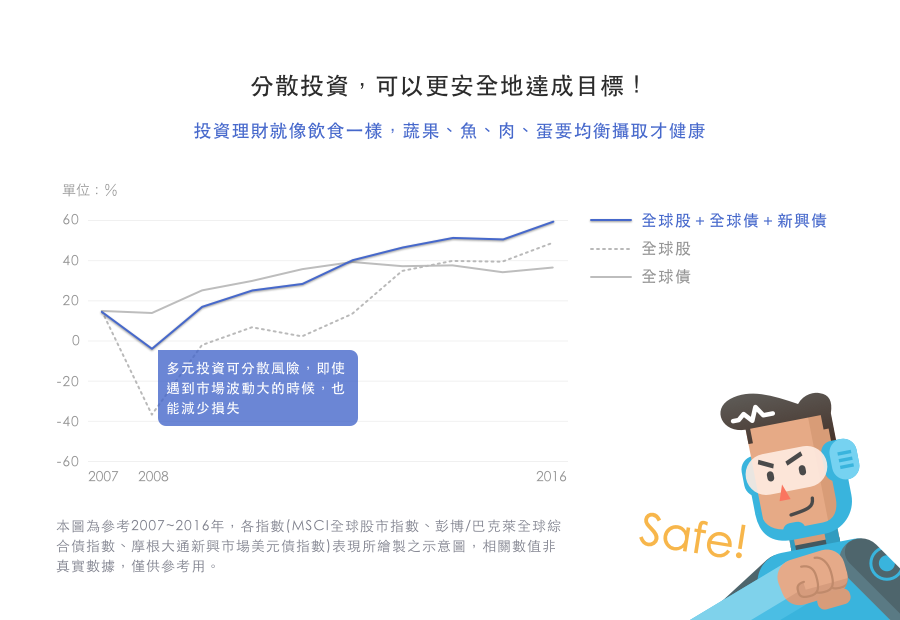 分散投資，可以更安全地達成目標！
投資理財就像飲食一樣，蔬果、魚、肉、蛋要均衡攝取才健康
單位：%
60
40
20
0
-20
-40
-60
2007 2008 2016
全球股＋全球債＋新興債
全球股
全球債
多元投資可分散風險，即使
遇到市場波動大的時候，也
能減少損失
本圖為參考2007~2016年，各指數(MSCI全球股市指數、彭博/巴克萊全球綜
合債指數、摩根大通新興市場美元債指數)表現所繪製之示意圖，相關數值非
真實數據，僅供參考用。
Safe!